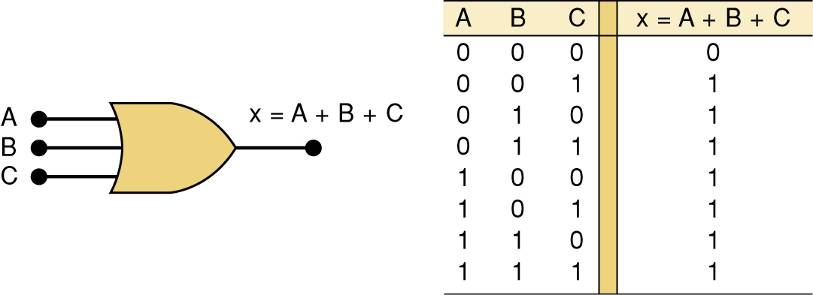 A
B
C
x = A + B + C
A B C x = A + B + C
0 0 0 0
0 0 1 1
0 1 0 1
0 1 1 1
1 0 0 1
1 0 1 1
1 1 0 1
1 1 1 1